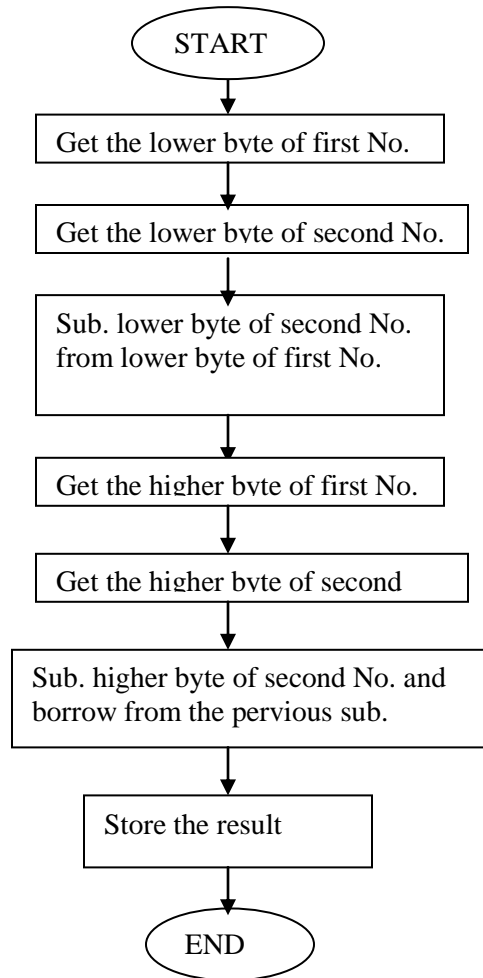 START
Get the lower byte of first No.
Get the lower byte of second No.
Sub. lower byte of second No.
from lower byte of first No.
Get the higher byte of first No.
Get the higher byte of second
Sub. higher byte of second No. and
borrow from the pervious sub.
Store the result
END